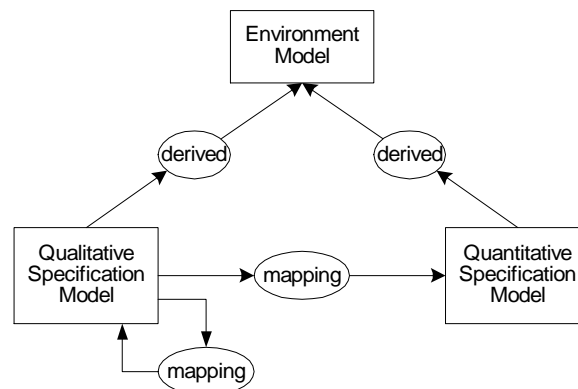 Environment
Model
derived
derived
Qualitative
Specification
Model
mapping
Quantitative
Specification
Model
mapping